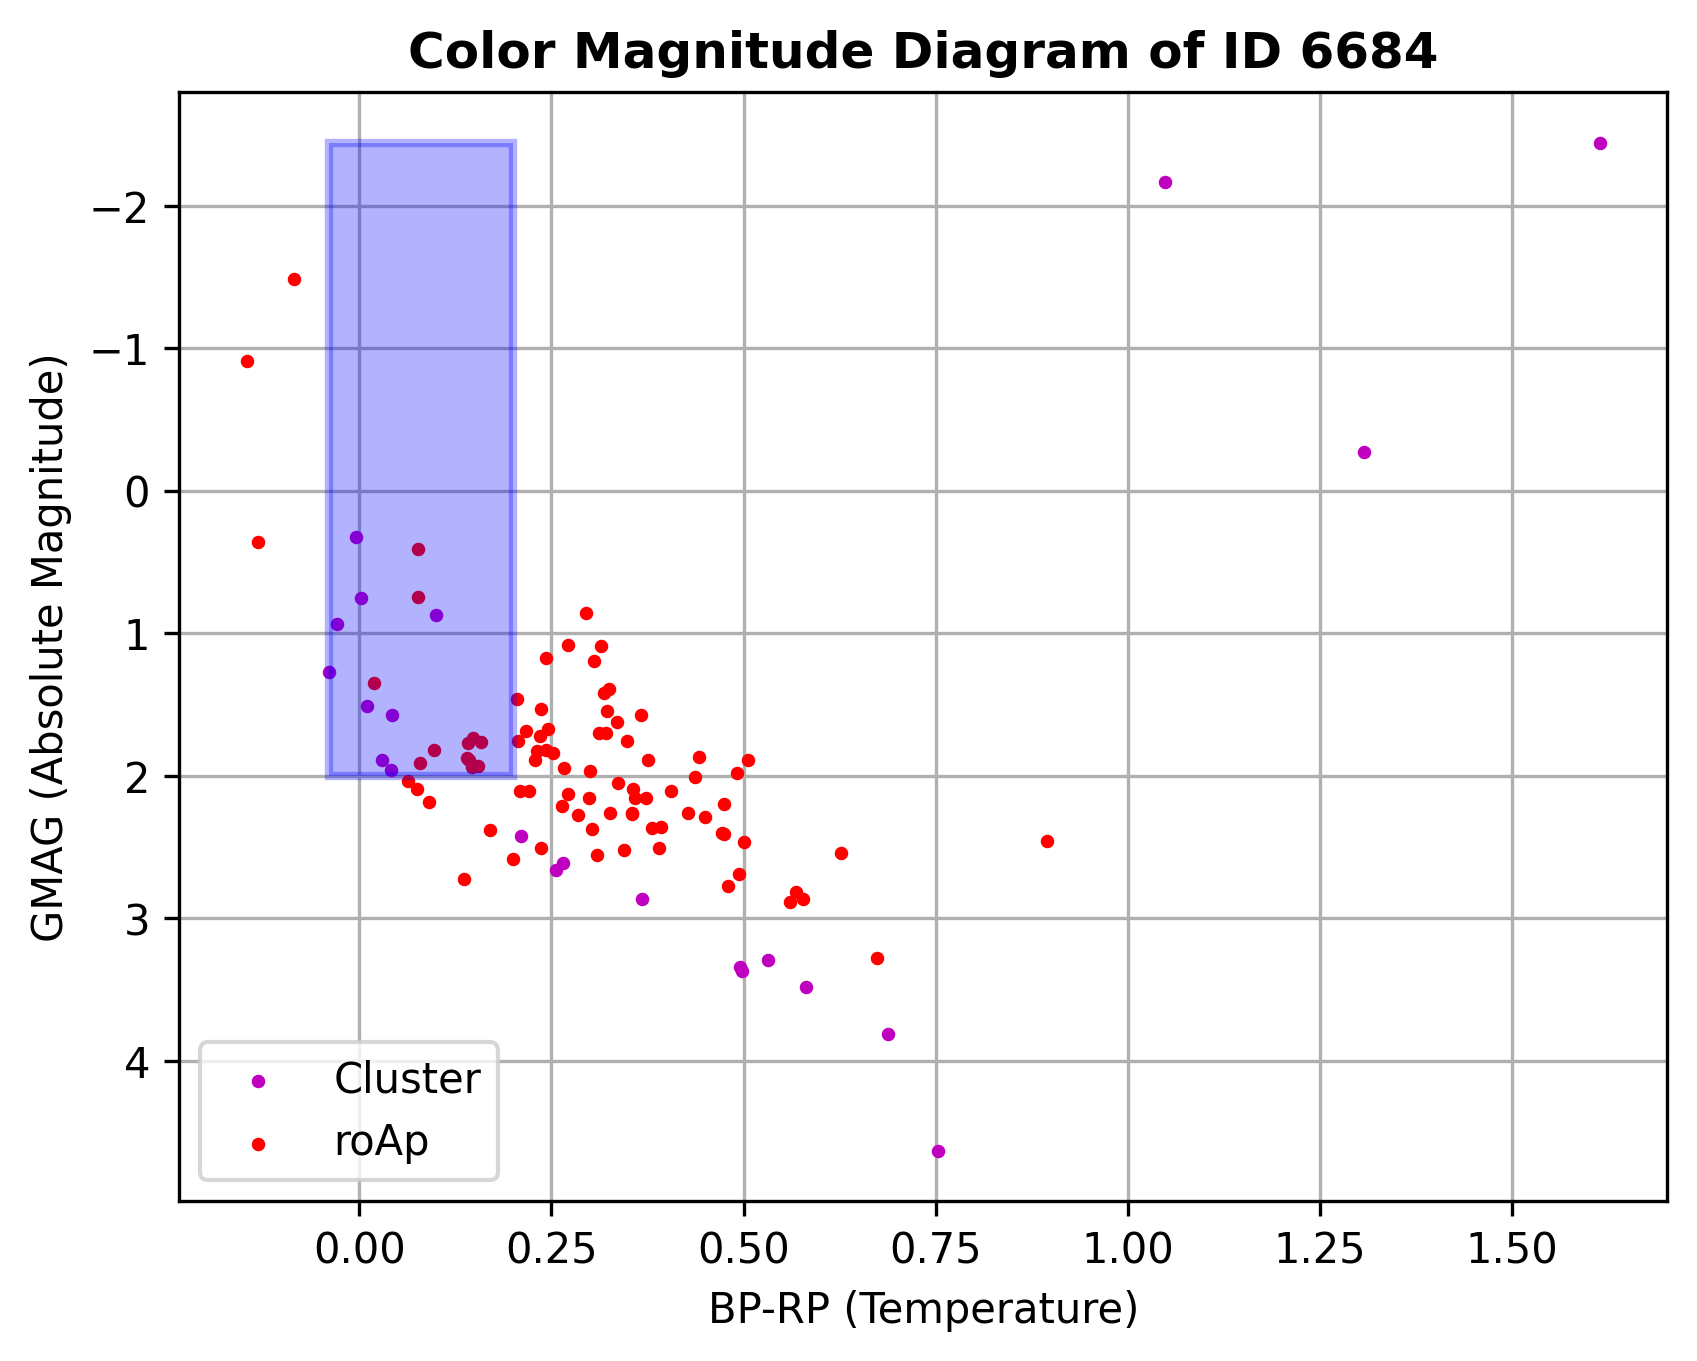 Color Magnitude Diagram of ID 6684
GMAG (Absolute Magnitude)
−2
−1
0
1
2
3
4
Cluster
roAp
0.00 0.25 0.50 0.75 1.00 1.25 1.50
BP-RP (Temperature)